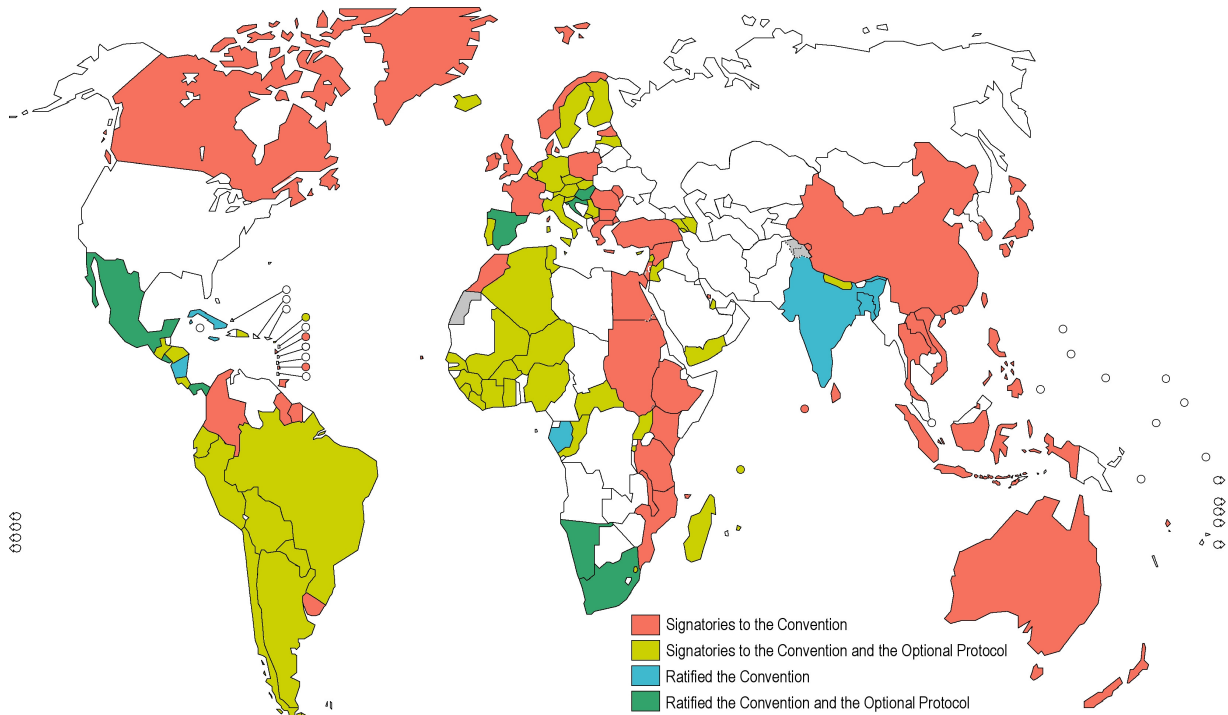 Signatories to the Convention
Signatories to the Convention and the Optional Protocol
Ratified the Convention
Ratified the Convention and the Optional Protocol